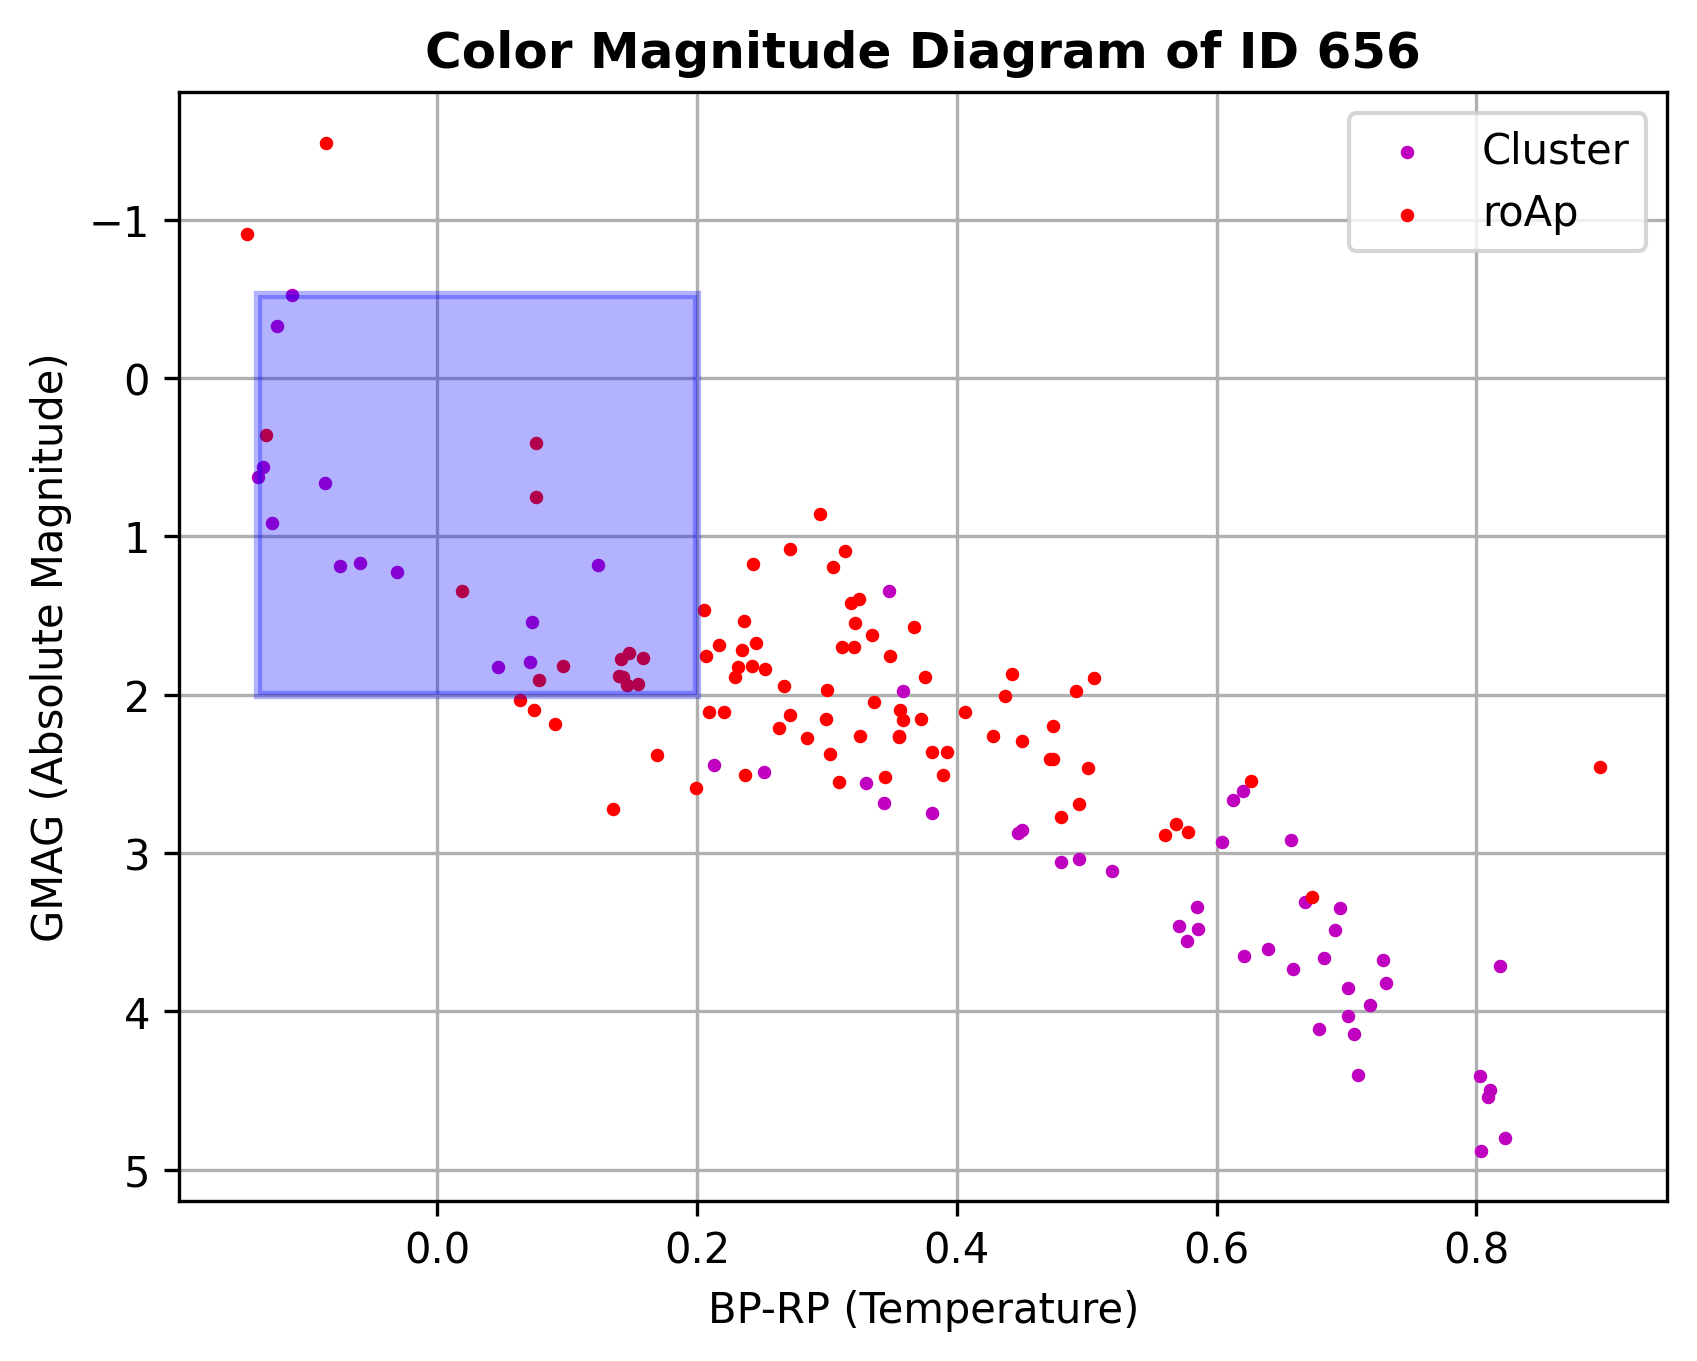 Color Magnitude Diagram of ID 656
Cluster
roAp
GMAG (Absolute Magnitude)
−1
0
1
2
3
4
5
0.0 0.2 0.4 0.6 0.8
BP-RP (Temperature)